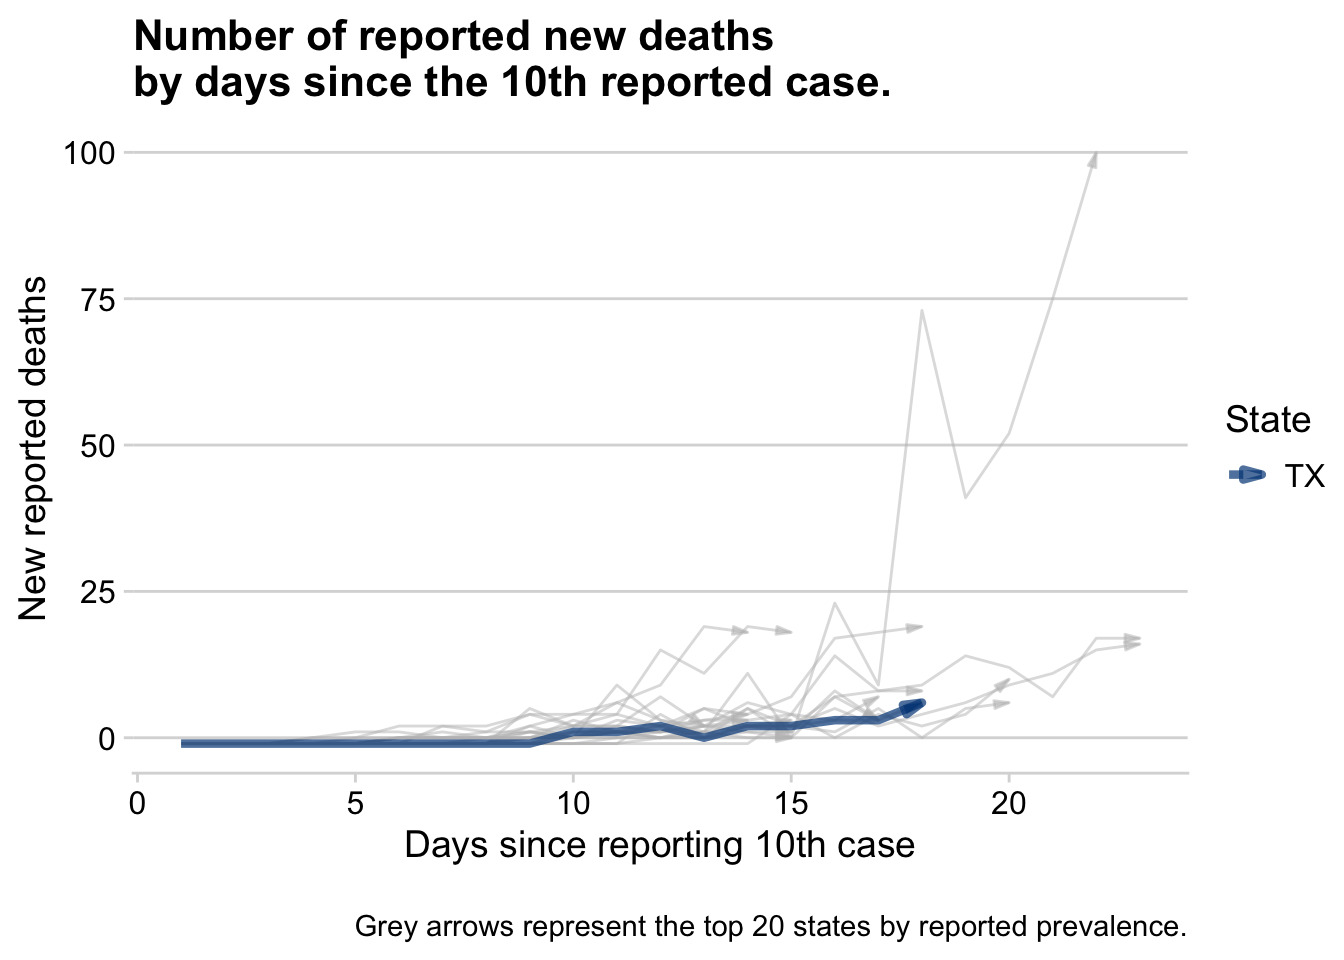 Number of reported new deaths
by days since the 10th reported case.
100
75
50
25
0
New reported deaths
0 5 10 15 20
Days since reporting 10th case
State
TX
Grey arrows represent the top 20 states by reported prevalence.